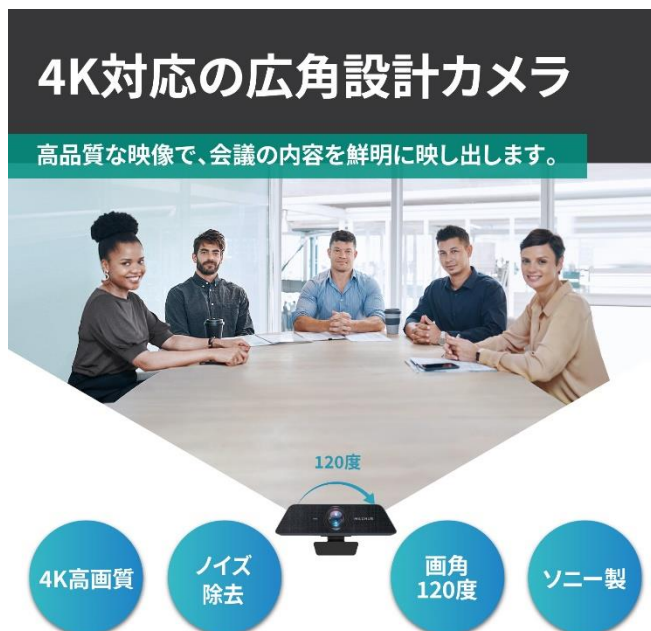 4K対応の広角設計カメラ
高品質な映像で、会議の内容を鮮明に映し出します。
120度
4K高画質
ノイズ
除去
画角
120度
ソニー製